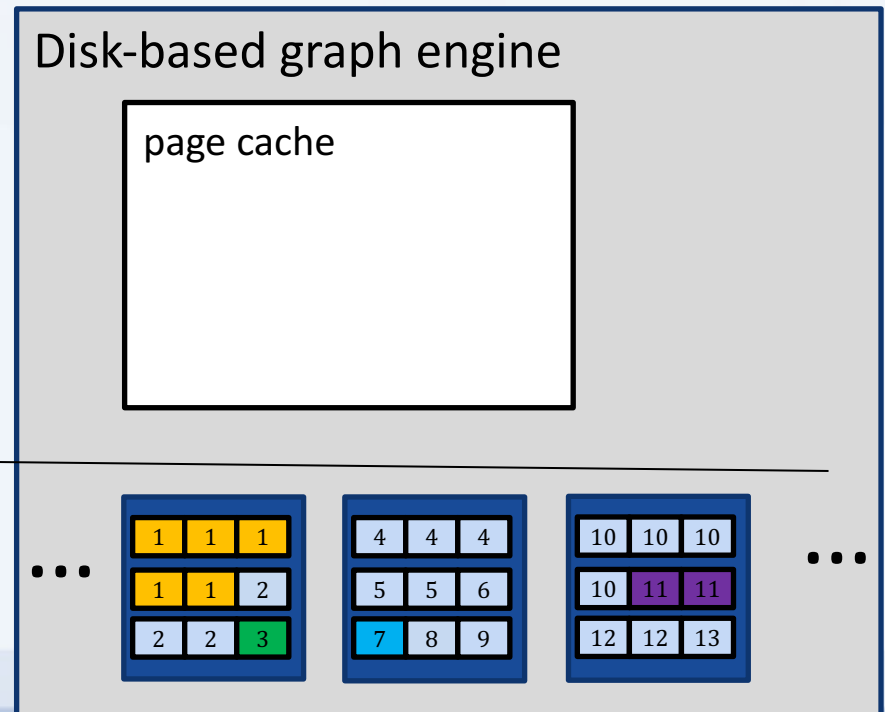 Disk-based graph engine
page cache
1 1 1 4 4 4 10 10 10
... 1 1 2 5 5 6 10 11 11 ...
2 2 3 7 8 9 12 12 13